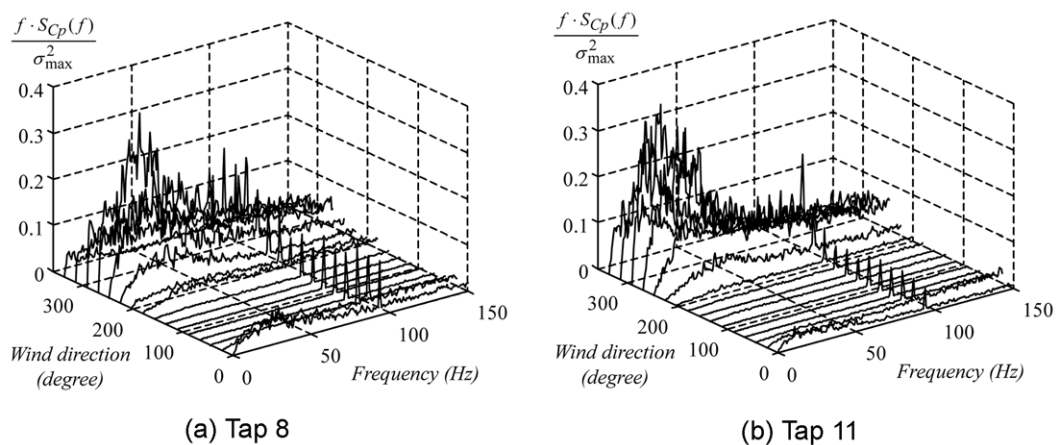 f · S_Cp(f)
σ²max
0.4
0.3
0.2
0.1
0
300
200
100
0
Wind direction
(degree)
0
50
100
150
Frequency (Hz)
(a) Tap 8
f · S_Cp(f)
σ²max
0.4
0.3
0.2
0.1
0
300
200
100
0
Wind direction
(degree)
0
50
100
150
Frequency (Hz)
(b) Tap 11